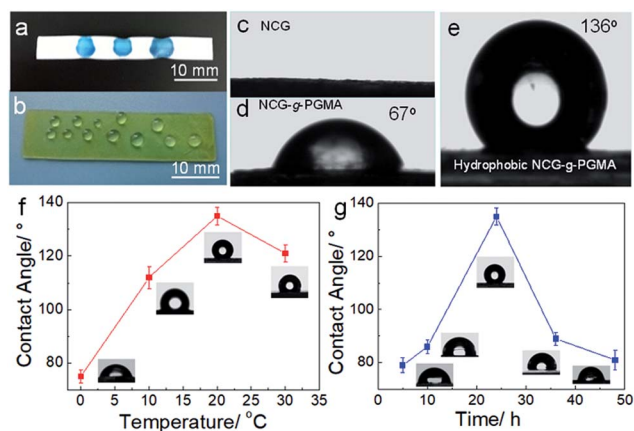 a
10 mm
b
10 mm
c NCG
d NCG-g-PGMA 67°
e 136°
Hydrophobic NCG-g-PGMA
f
140
120
100
80
Contact Angle/ °
0 5 10 15 20 25 30 35
Temperature/ °C
g
140
120
100
80
Contact Angle/ °
0 10 20 30 40 50
Time/ h